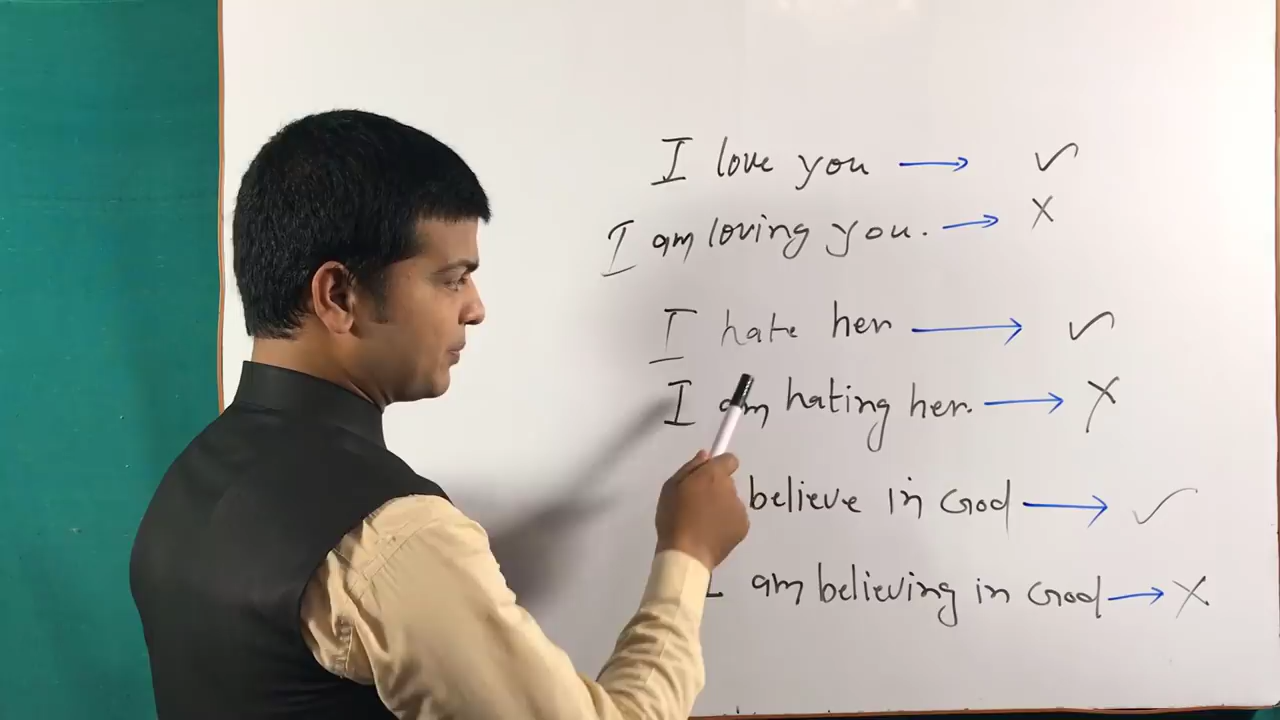 I love you → ✓
I am loving you. → X
I hate her → ✓
I am hating her. → X
believe in God → ✓
I am believing in God → X